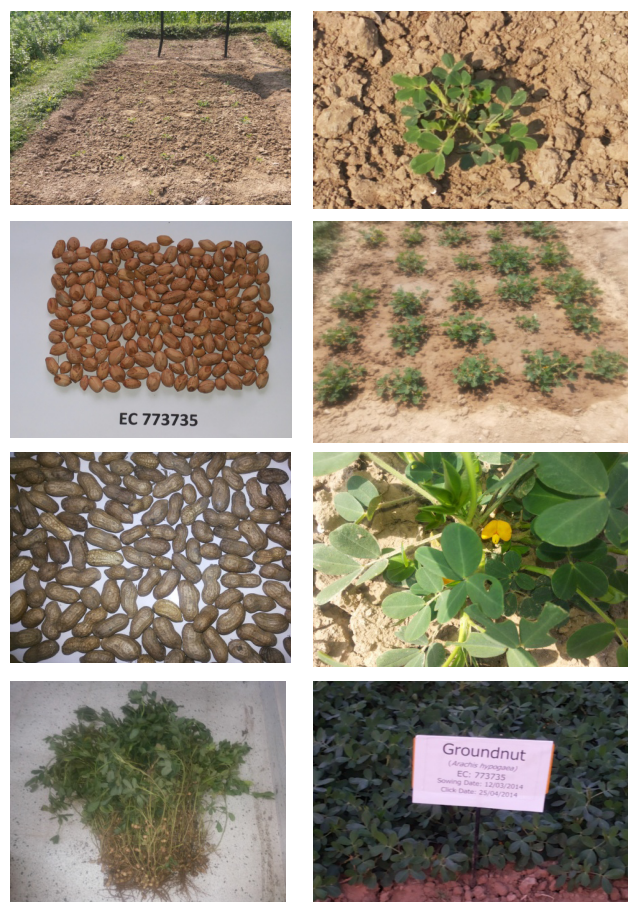 EC 773735
Groundnut
(Arachis hypogaea)
EC: 773735
Sowing Date: 12/03/2014
Click Date: 25/04/2014